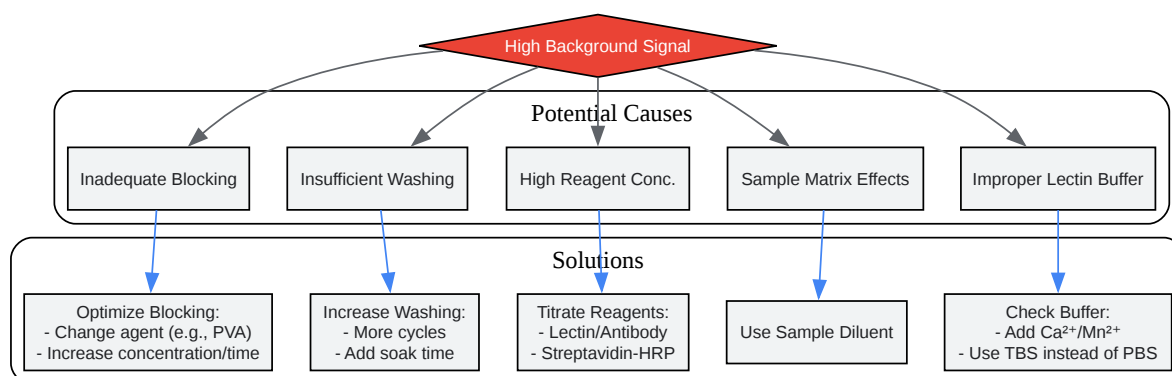 High Background Signal
Potential Causes
Inadequate Blocking
Insufficient Washing
High Reagent Conc.
Sample Matrix Effects
Improper Lectin Buffer
Solutions
Optimize Blocking:
- Change agent (e.g., PVA)
- Increase concentration/time
Increase Washing:
- More cycles
- Add soak time
Titrate Reagents:
- Lectin/Antibody
- Streptavidin-HRP
Use Sample Diluent
Check Buffer:
- Add Ca²⁺/Mn²⁺
- Use TBS instead of PBS